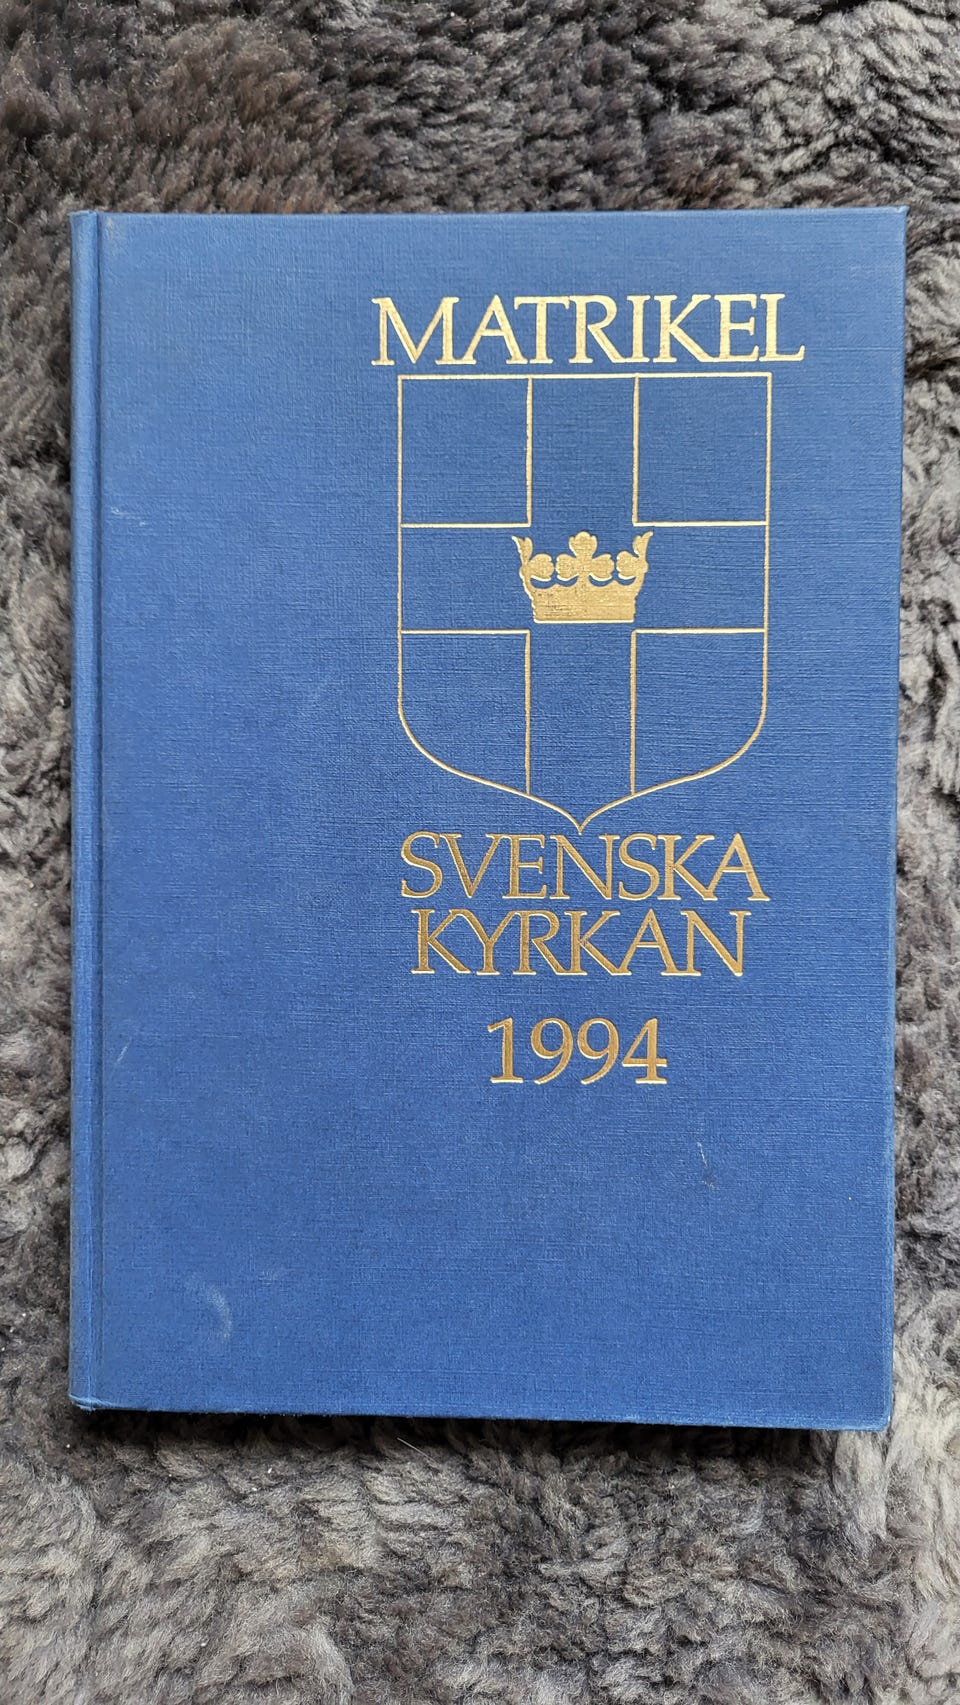 MATRIKEL
SVENSKA
KYRKAN
1994